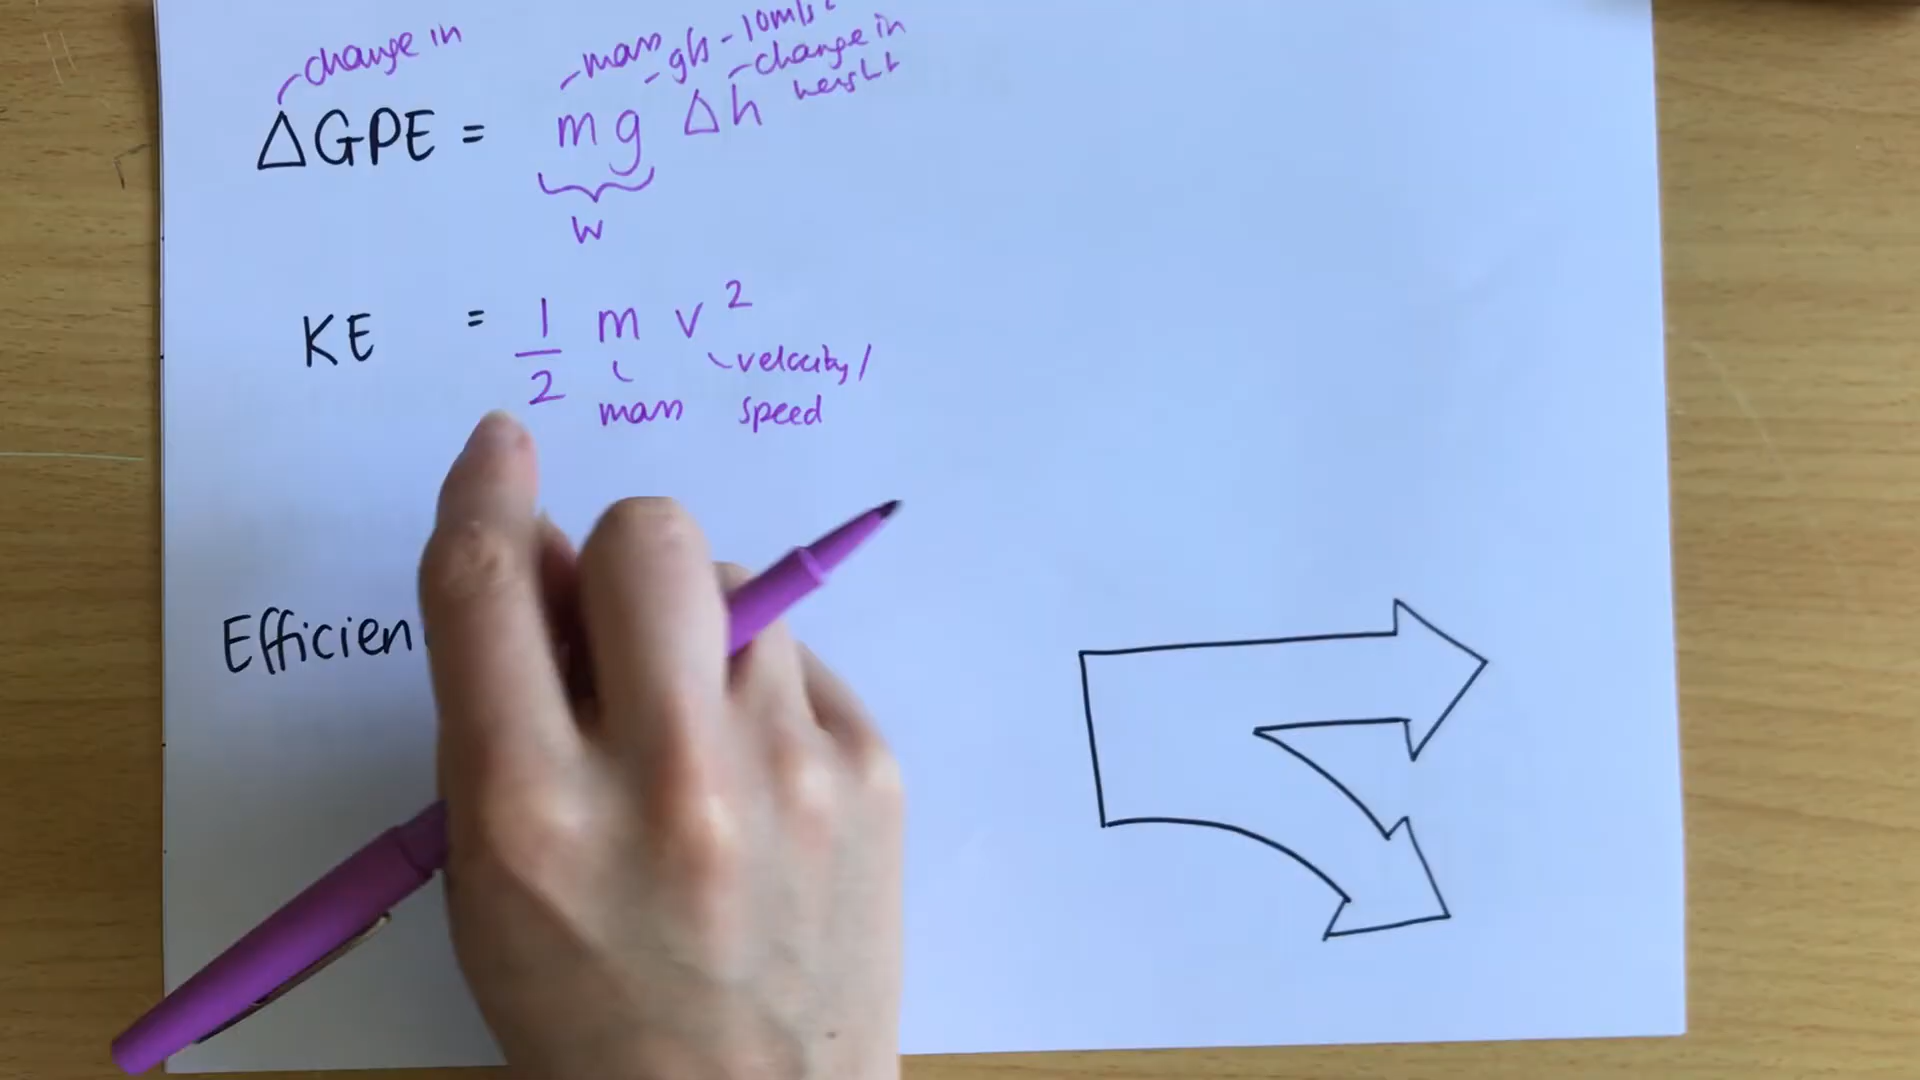 change in
mass
gfs - 10m/s²
change in
height
ΔGPE = mg Δh
W
KE = 1/2 m v²
mass
velocity/
speed
Efficien